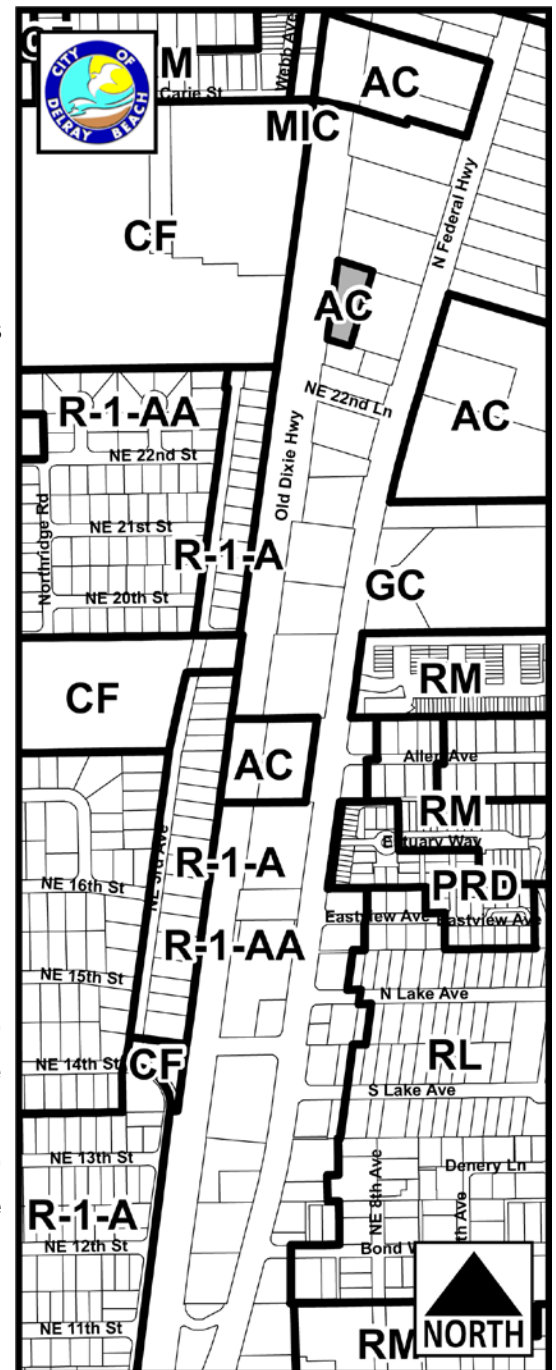 CITY OF
DELRAY BEACH
M
Webb Ave
Carie St
AC
MIC
N Federal Hwy
CF
AC
R-1-AA
NE 22nd Ln
AC
NE 22nd St
Old Dixie Hwy
NE 21st St
Northridge Rd
R-1-A
NE 20th St
GC
RM
CF
AC
Allen Ave
RM
NE 3rd Ave
Estuary Way
R-1-A
PRD
NE 16th St
Eastview Ave
Eastview Ave
R-1-AA
NE 15th St
N Lake Ave
NE 14th St
CF
RL
S Lake Ave
NE 13th St
NE 8th Ave
Denery Ln
R-1-A
NE 12th St
Bond
NE 11th St
RM
NORTH